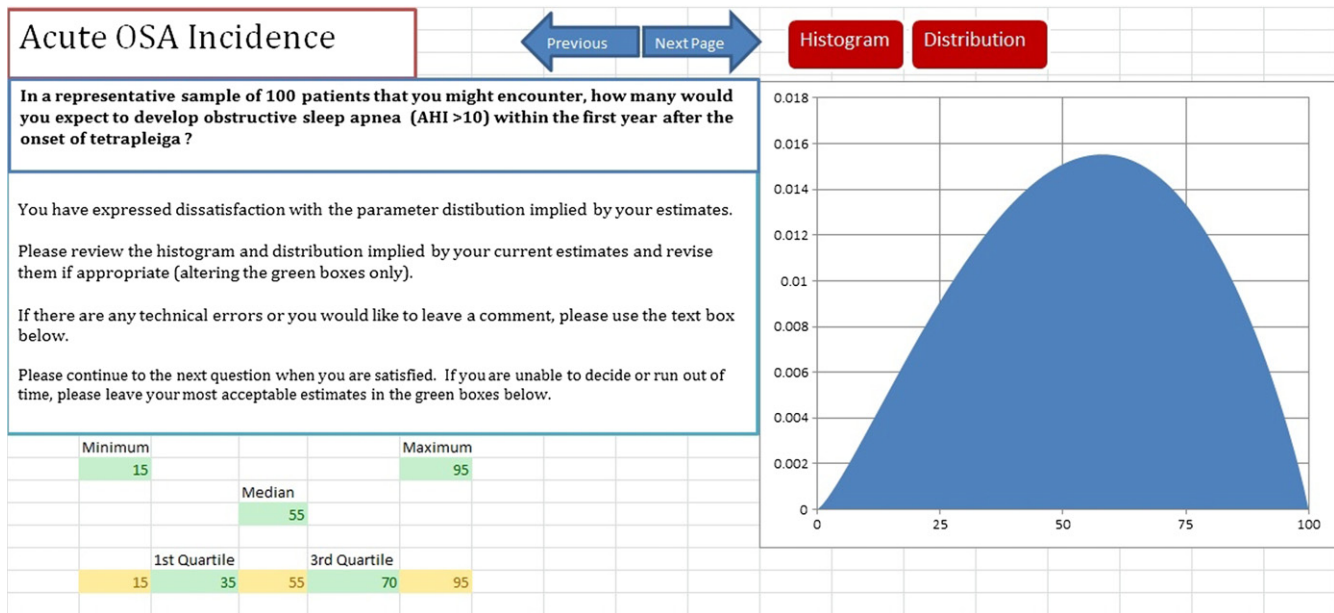 Acute OSA Incidence
Previous
Next Page
Histogram
Distribution
In a representative sample of 100 patients that you might encounter, how many would
you expect to develop obstructive sleep apnea (AHI >10) within the first year after the
onset of tetrapleiga ?
You have expressed dissatisfaction with the parameter distibution implied by your estimates.
Please review the histogram and distribution implied by your current estimates and revise
them if appropriate (altering the green boxes only).
If there are any technical errors or you would like to leave a comment, please use the text box
below.
Please continue to the next question when you are satisfied. If you are unable to decide or run out of
time, please leave your most acceptable estimates in the green boxes below.
Minimum Maximum
15 95
Median
55
1st Quartile 3rd Quartile
15 35 55 70 95
0.018
0.016
0.014
0.012
0.01
0.008
0.006
0.004
0.002
0
0 25 50 75 100